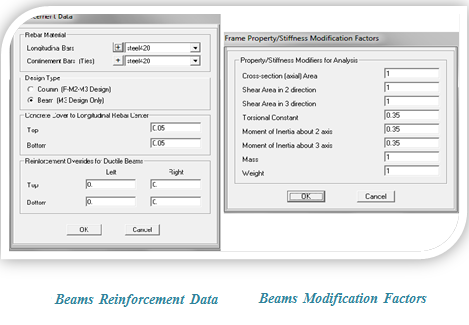 cement Data
Rebar Material
Longitudinal Bars
+ steel420
Confinement Bars (Ties)
+ steel420
Design Type
Column (P-M2-M3 Design)
Beam (M3 Design Only)
Concrete Cover to Longitudinal Rebar Center
Top
0.05
Bottom
0.05
Reinforcement Overrides for Ductile Beams
Left Right
Top 0. 0.
Bottom 0. 0.
OK Cancel
Frame Property/Stiffness Modification Factors
Property/Stiffness Modifiers for Analysis
Cross-section (axial) Area 1
Shear Area in 2 direction 1
Shear Area in 3 direction 1
Torsional Constant 0.35
Moment of Inertia about 2 axis 0.35
Moment of Inertia about 3 axis 0.35
Mass 1
Weight 1
OK Cancel
Beams Reinforcement Data
Beams Modification Factors